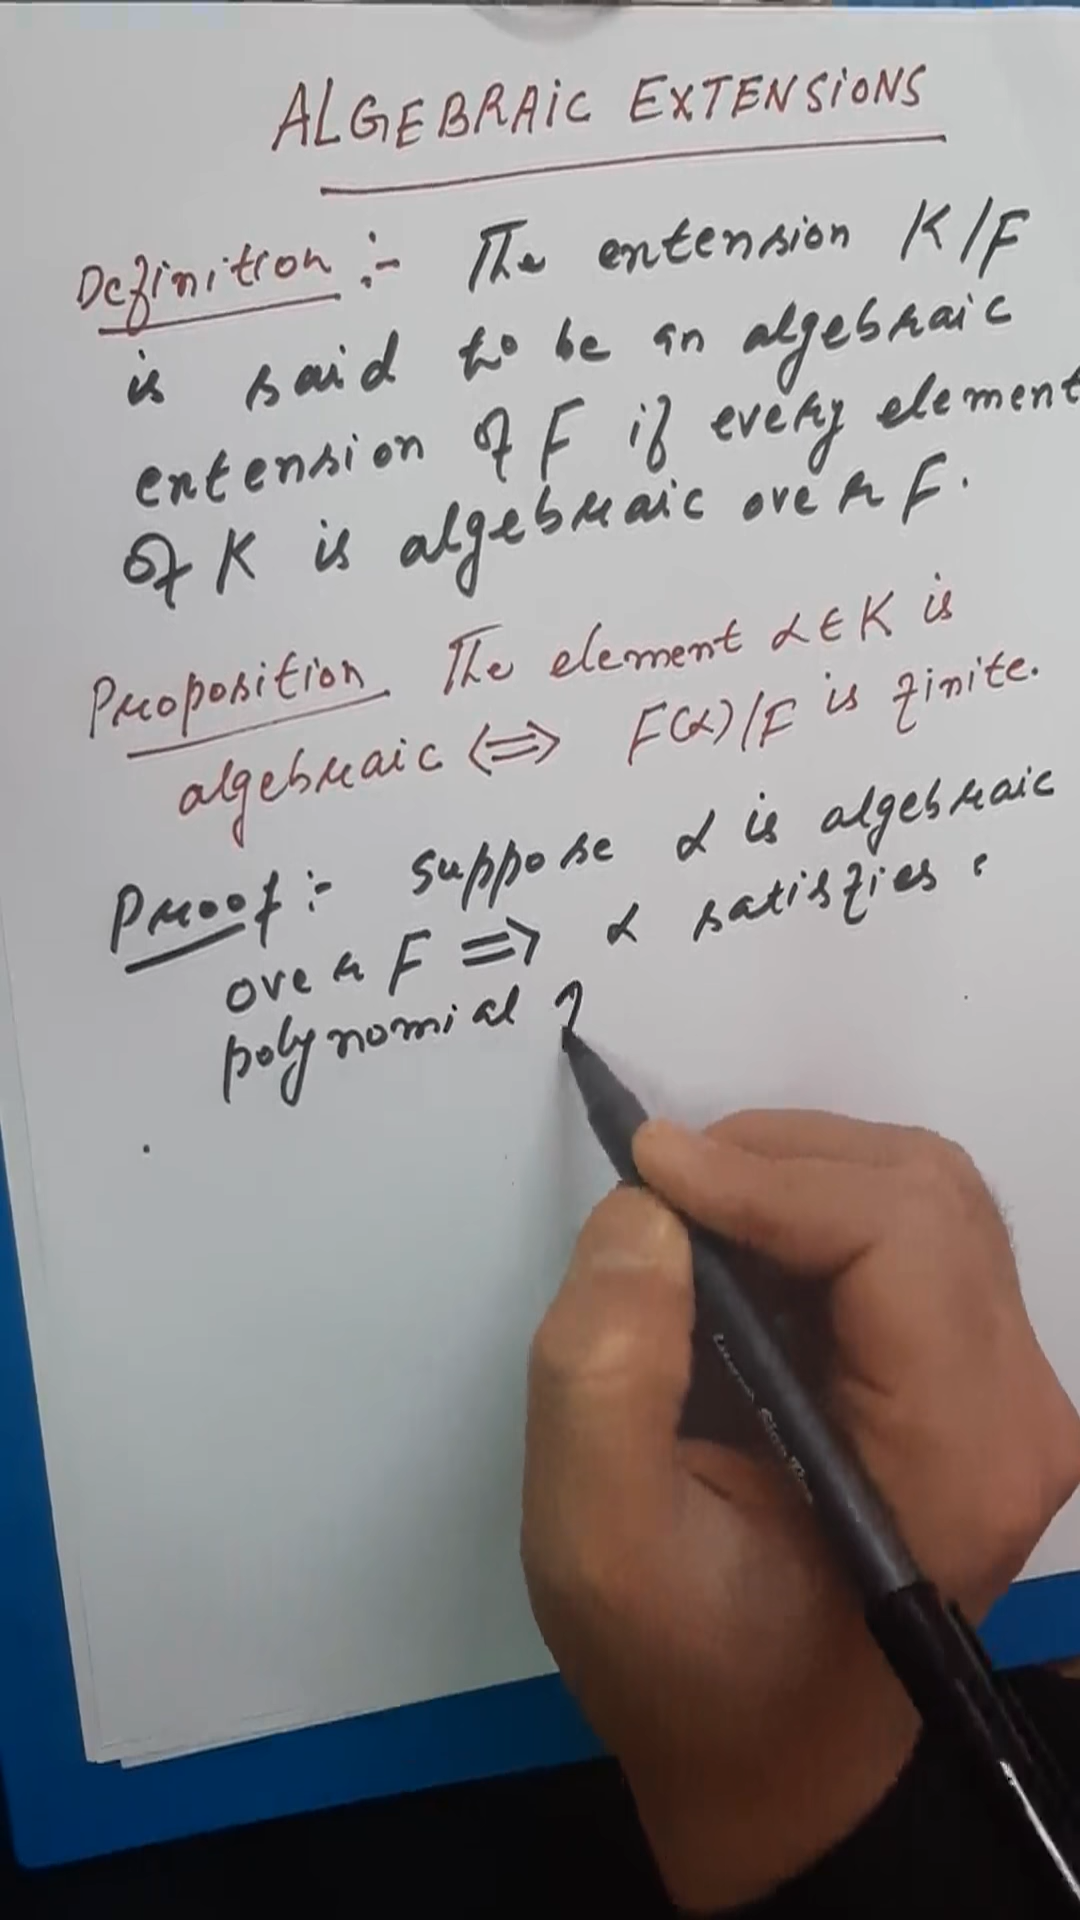 ALGEBRAIC EXTENSIONS
Definition :- The extension K/F
is said to be an algebraic
extension of F if every element
of K is algebraic over F.
Proposition The element α ∈ K is
algebraic <=> F(α)/F is finite.
Proof :- suppose α is algebraic
over F => α satisfies
polynomial